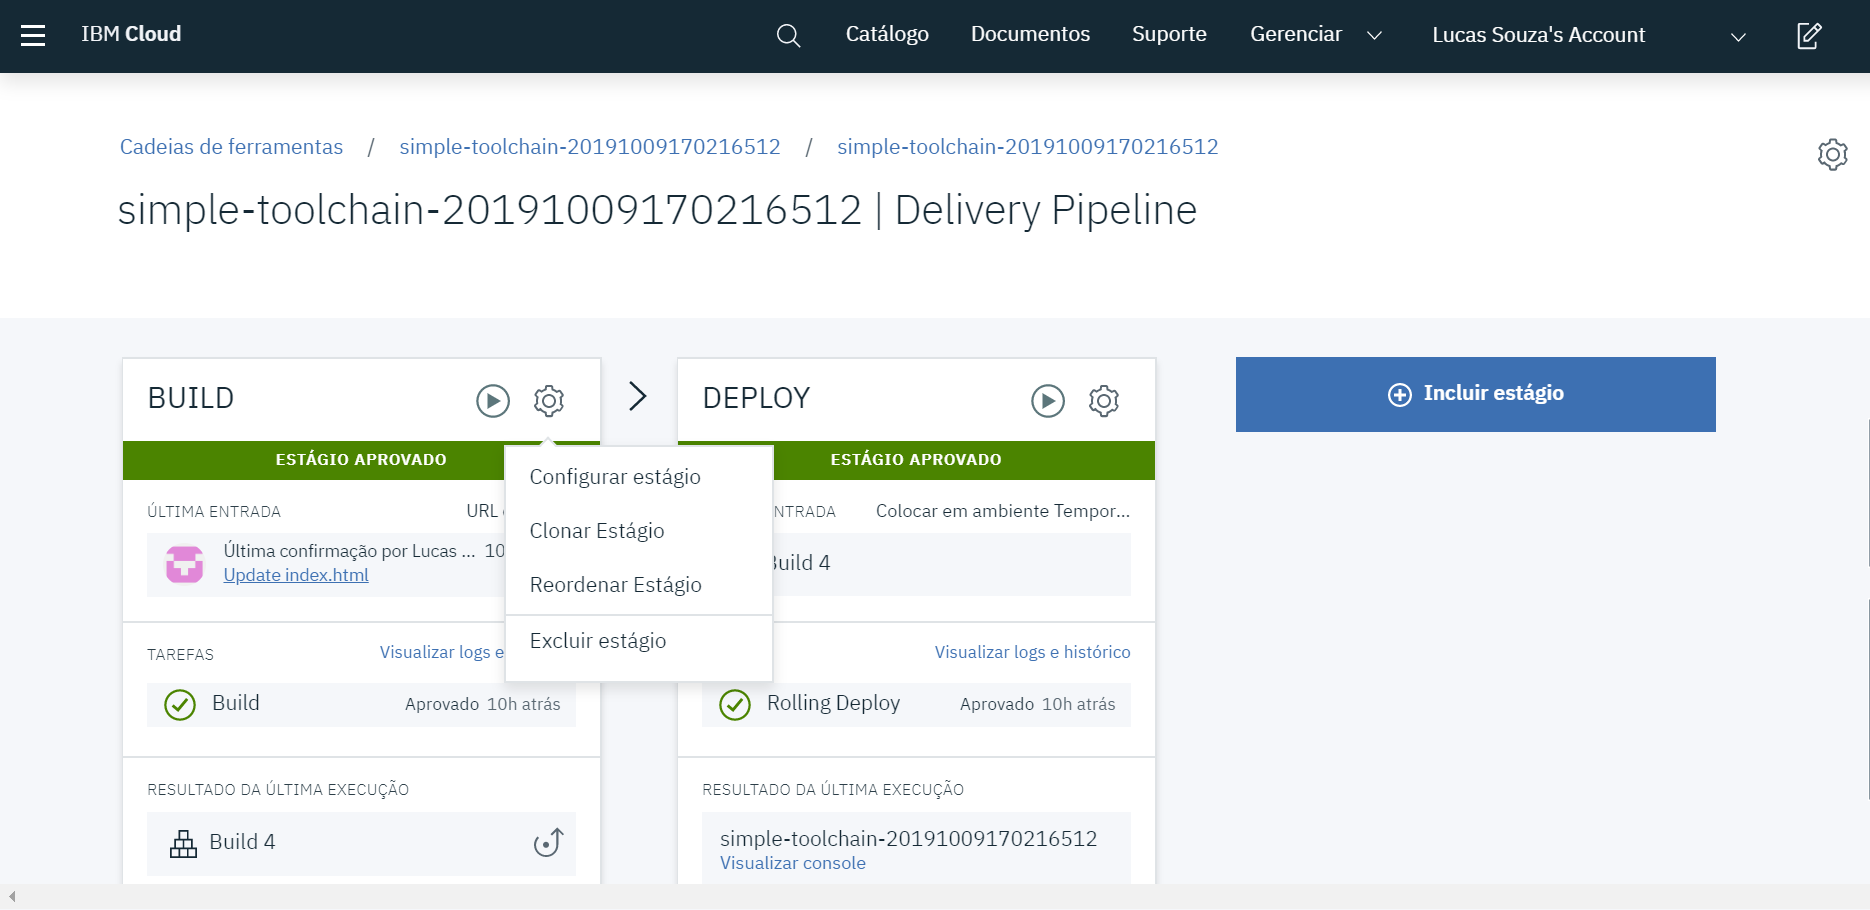 IBM Cloud
Catálogo Documentos Suporte Gerenciar Lucas Souza's Account
Cadeias de ferramentas / simple-toolchain-20191009170216512 / simple-toolchain-20191009170216512
simple-toolchain-20191009170216512 | Delivery Pipeline
BUILD
ESTÁGIO APROVADO
ÚLTIMA ENTRADA URL
Última confirmação por Lucas ... 10
Update index.html
TAREFAS Visualizar logs e
Build Aprovado 10h atrás
RESULTADO DA ÚLTIMA EXECUÇÃO
Build 4
Configurar estágio
Clonar Estágio
Reordenar Estágio
Excluir estágio
DEPLOY
ESTÁGIO APROVADO
NTRADA Colocar em ambiente Tempor...
Build 4
Visualizar logs e histórico
Rolling Deploy Aprovado 10h atrás
RESULTADO DA ÚLTIMA EXECUÇÃO
simple-toolchain-20191009170216512
Visualizar console
Incluir estágio